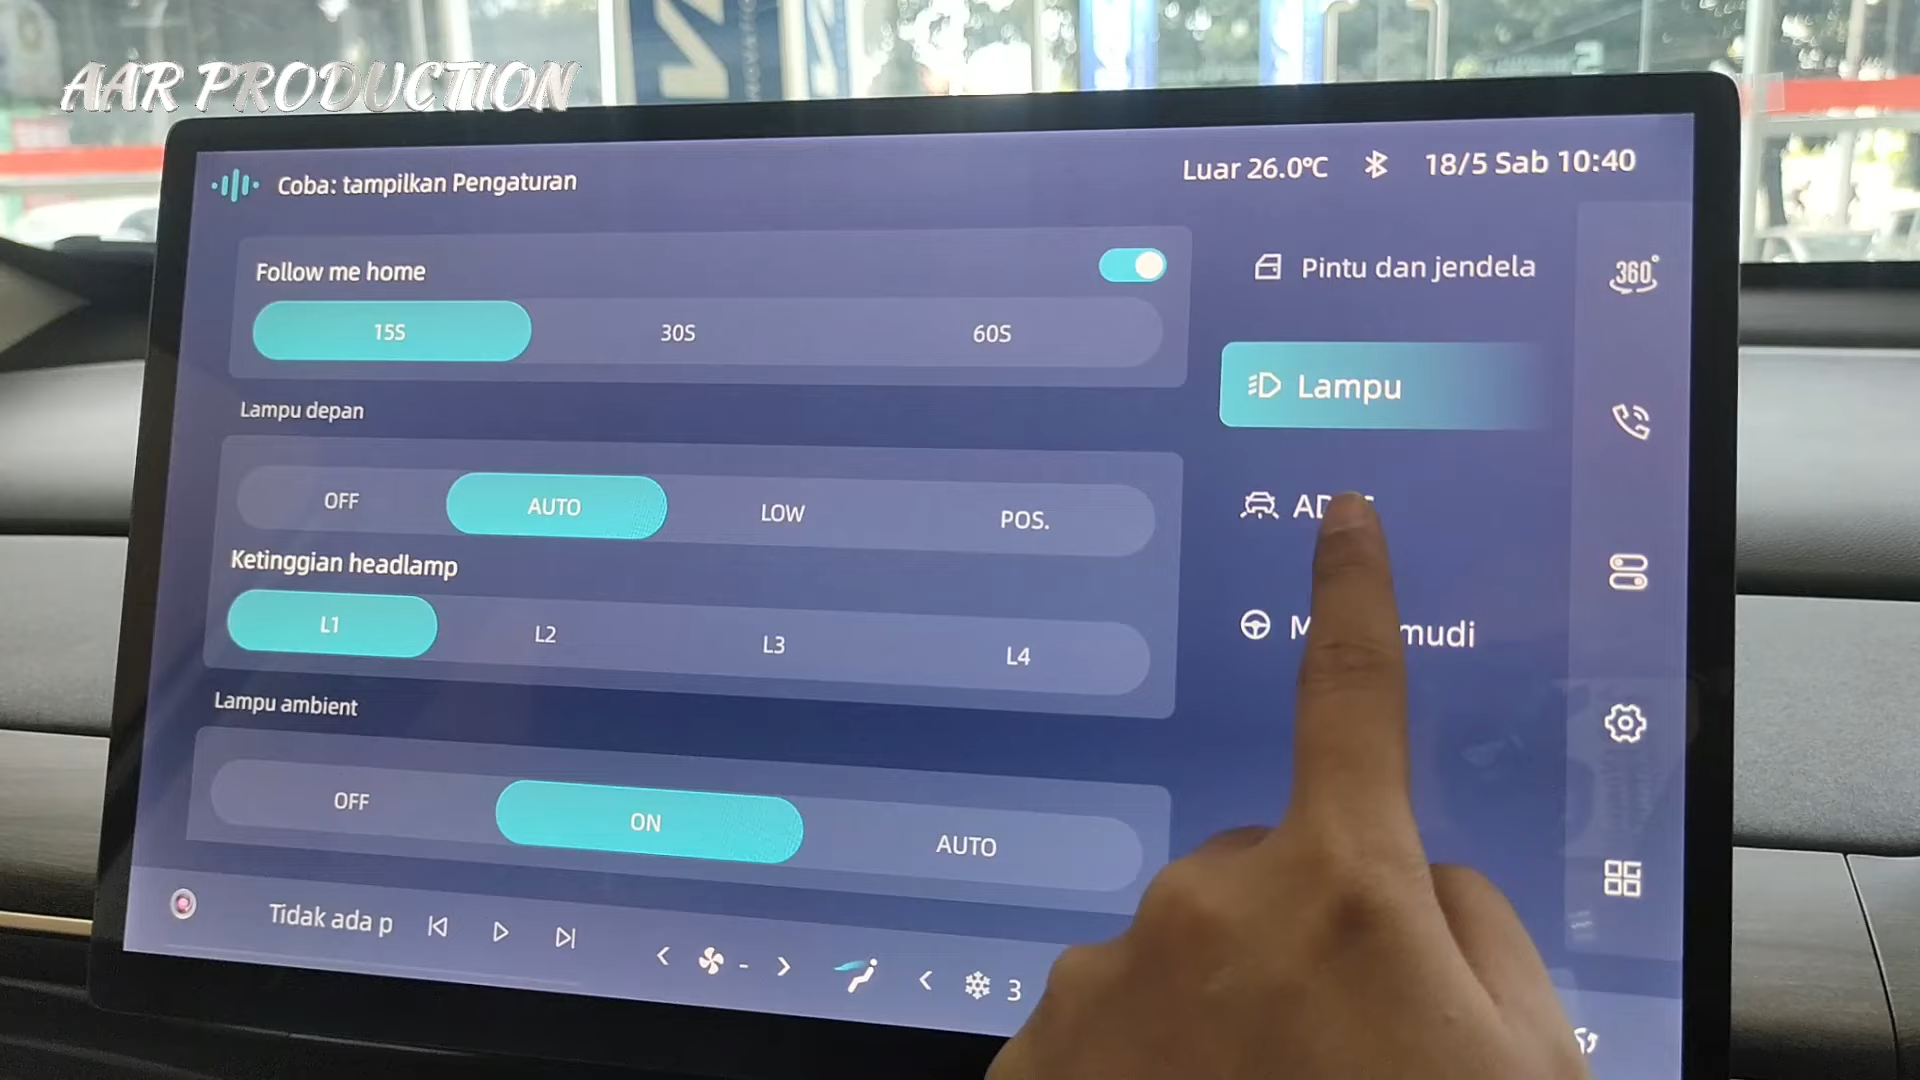 AAR PRODUCTION
Coba: tampilkan Pengaturan
Luar 26.0℃
18/5 Sab 10:40
Follow me home
15S
30S
60S
Lampu depan
OFF
AUTO
LOW
POS.
Ketinggian headlamp
L1
L2
L3
L4
Lampu ambient
OFF
ON
AUTO
Pintu dan jendela
Lampu
360°
Tidak ada p
-
3